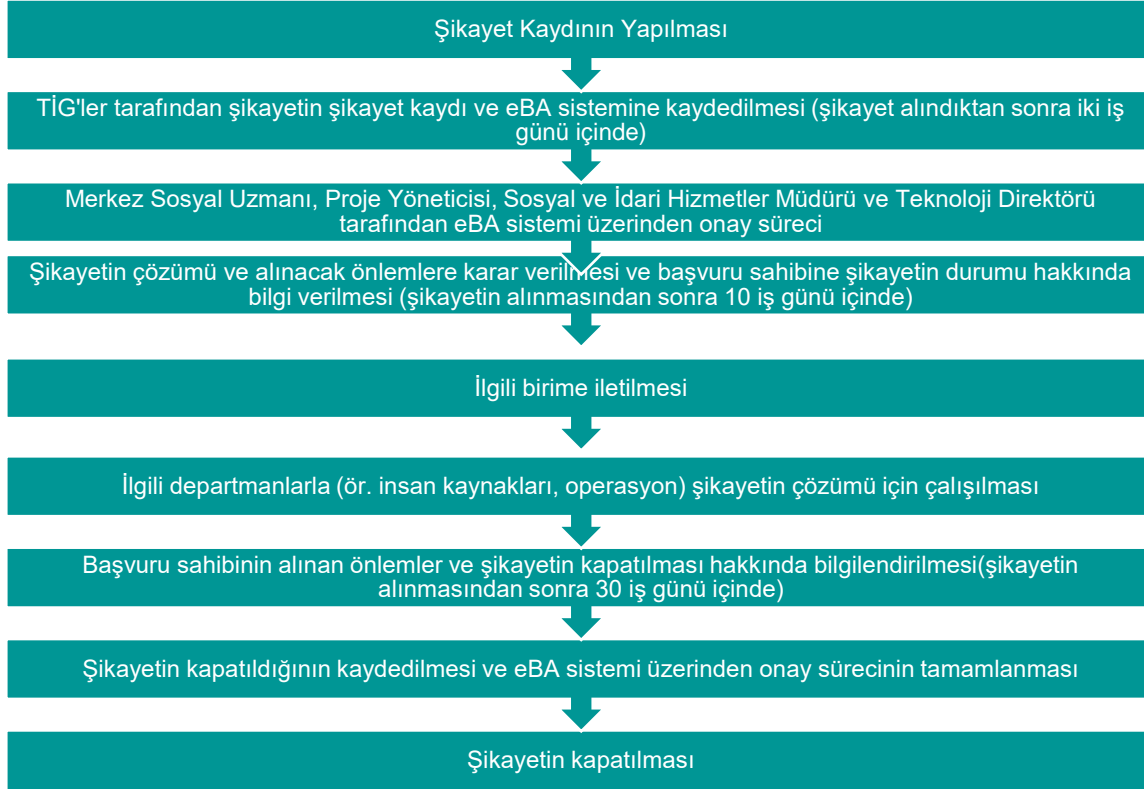 Şikayet Kaydının Yapılması
TİG'ler tarafından şikayetin şikayet kaydı ve eBA sistemine kaydedilmesi (şikayet alındıktan sonra iki iş
günü içinde)
Merkez Sosyal Uzmanı, Proje Yöneticisi, Sosyal ve İdari Hizmetler Müdürü ve Teknoloji Direktörü
tarafından eBA sistemi üzerinden onay süreci
Şikayetin çözümü ve alınacak önlemlere karar verilmesi ve başvuru sahibine şikayetin durumu hakkında
bilgi verilmesi (şikayetin alınmasından sonra 10 iş günü içinde)
İlgili birime iletilmesi
İlgili departmanlarla (ör. insan kaynakları, operasyon) şikayetin çözümü için çalışılması
Başvuru sahibinin alınan önlemler ve şikayetin kapatılması hakkında bilgilendirilmesi(şikayetin
alınmasından sonra 30 iş günü içinde)
Şikayetin kapatıldığının kaydedilmesi ve eBA sistemi üzerinden onay sürecinin tamamlanması
Şikayetin kapatılması